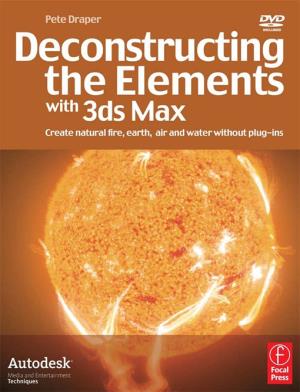 Pete Draper
DVD
INCLUDED
Deconstructing
the Elements
with 3ds Max
Create natural fire, earth, air and water without plug-ins
Autodesk®
Media and Entertainment
Techniques
Focal
Press